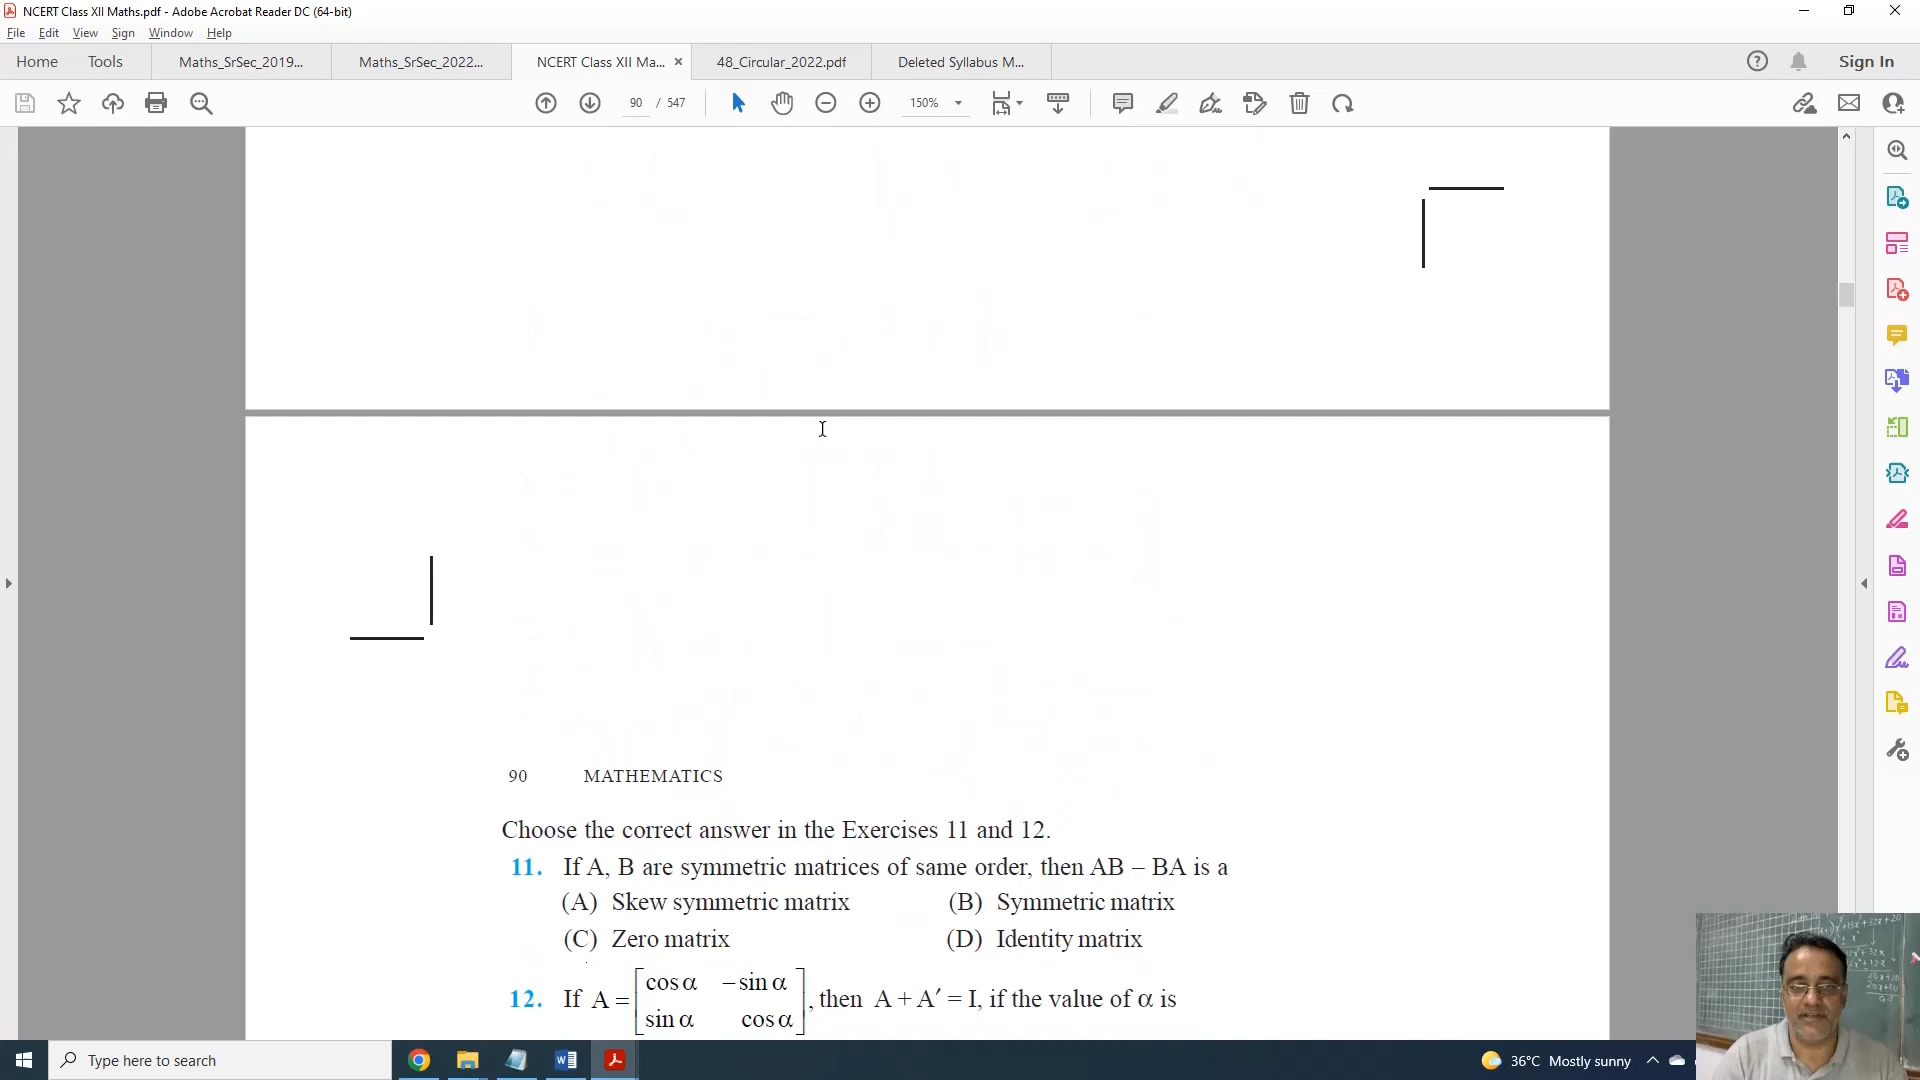 NCERT Class XII Maths.pdf - Adobe Acrobat Reader DC (64-bit)
File Edit View Sign Window Help
Home Tools Maths_SrSec_2019... Maths_SrSec_2022... NCERT Class XII Ma... × 48_Circular_2022.pdf Deleted Syllabus M... Sign In
90 / 547 150%
90 MATHEMATICS
Choose the correct answer in the Exercises 11 and 12.
11. If A, B are symmetric matrices of same order, then AB – BA is a
(A) Skew symmetric matrix (B) Symmetric matrix
(C) Zero matrix (D) Identity matrix
12. If A = [cos α −sin α
sin α cos α], then A + A′ = I, if the value of α is
Type here to search 36°C Mostly sunny